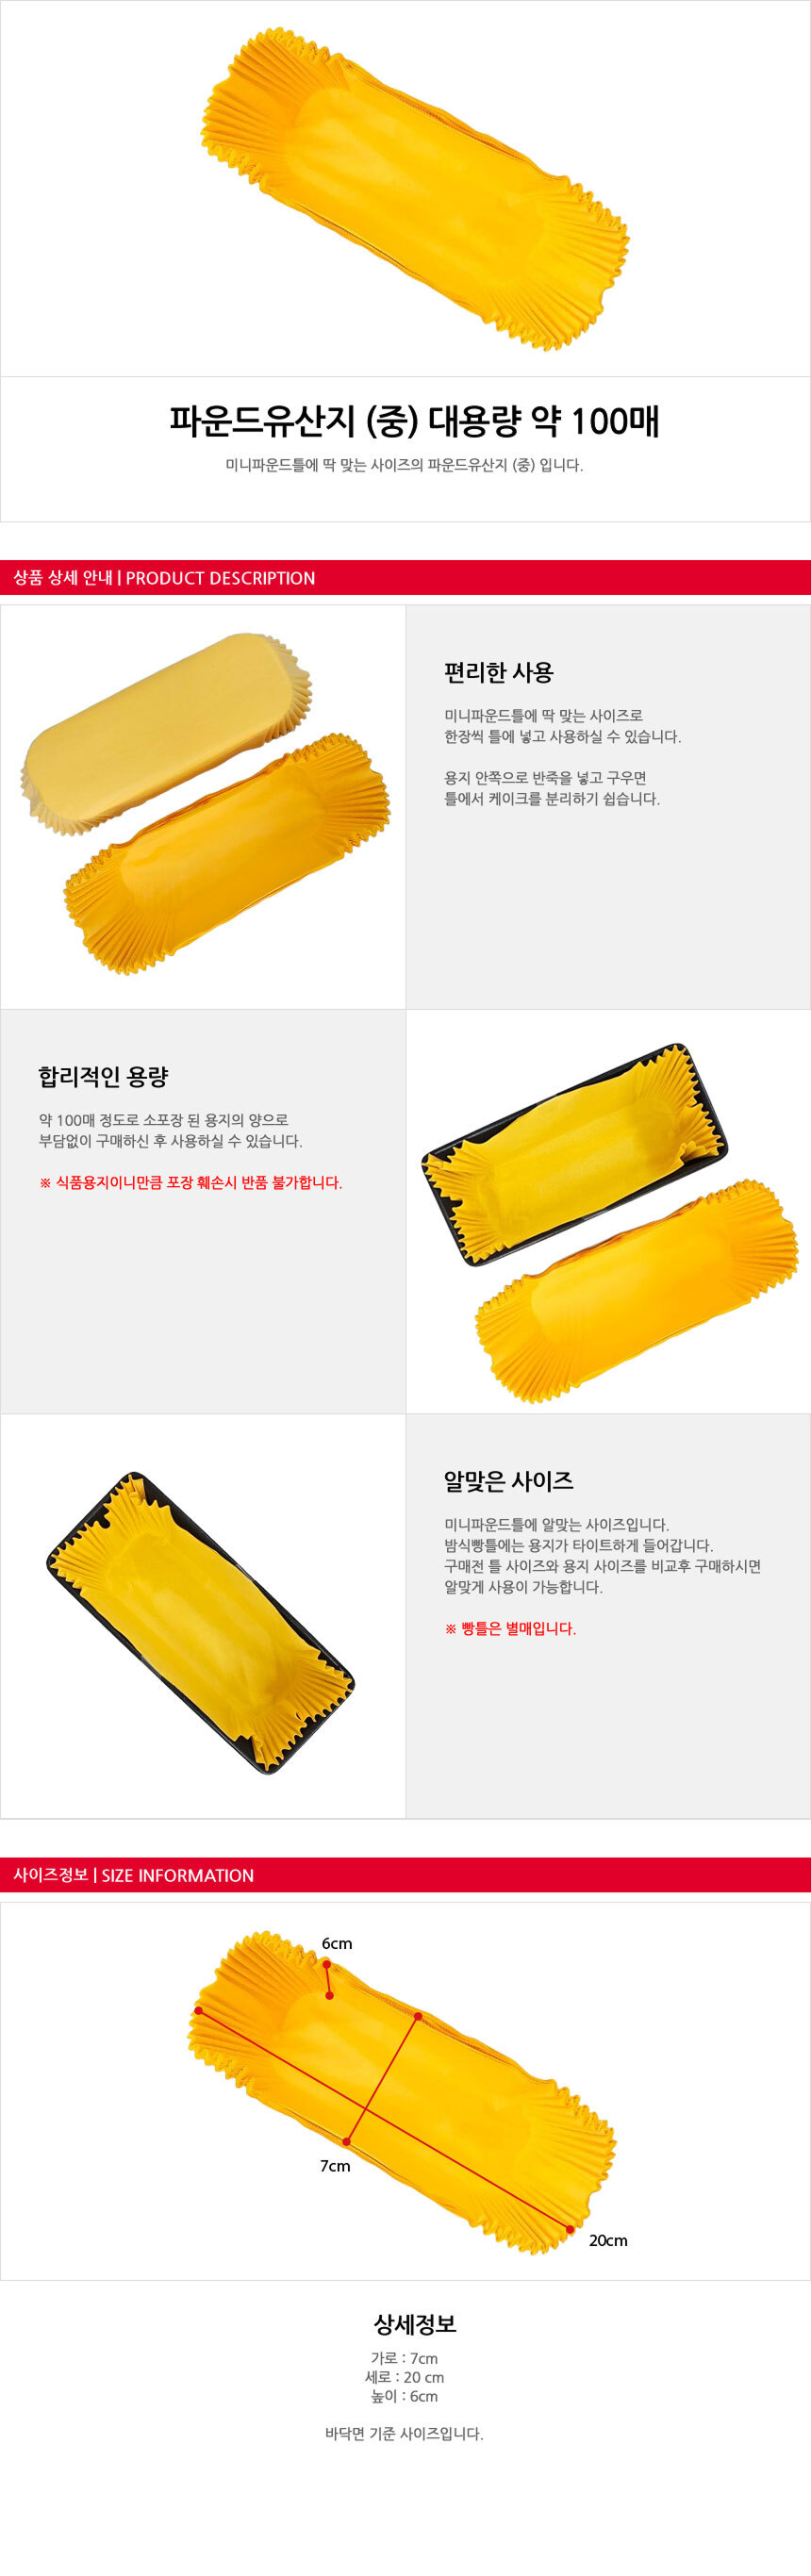 파운드유산지 (중) 대용량 약 100매
미니파운드틀에 딱 맞는 사이즈의 파운드유산지 (중) 입니다.
상품 상세 안내 | PRODUCT DESCRIPTION
편리한 사용
미니파운드틀에 딱 맞는 사이즈로
한장씩 틀에 넣고 사용하실 수 있습니다.
용지 안쪽으로 반죽을 넣고 구우면
틀에서 케이크를 분리하기 쉽습니다.
합리적인 용량
약 100매 정도로 소포장 된 용지의 양으로
부담없이 구매하신 후 사용하실 수 있습니다.
※ 식품용지이니만큼 포장 훼손시 반품 불가합니다.
알맞은 사이즈
미니파운드틀에 알맞는 사이즈입니다.
밤식빵틀에는 용지가 타이트하게 들어갑니다.
구매전 틀 사이즈와 용지 사이즈를 비교후 구매하시면
알맞게 사용이 가능합니다.
※ 빵틀은 별매입니다.
사이즈정보 | SIZE INFORMATION
6cm
7cm
20cm
상세정보
가로 : 7cm
세로 : 20 cm
높이 : 6cm
바닥면 기준 사이즈입니다.